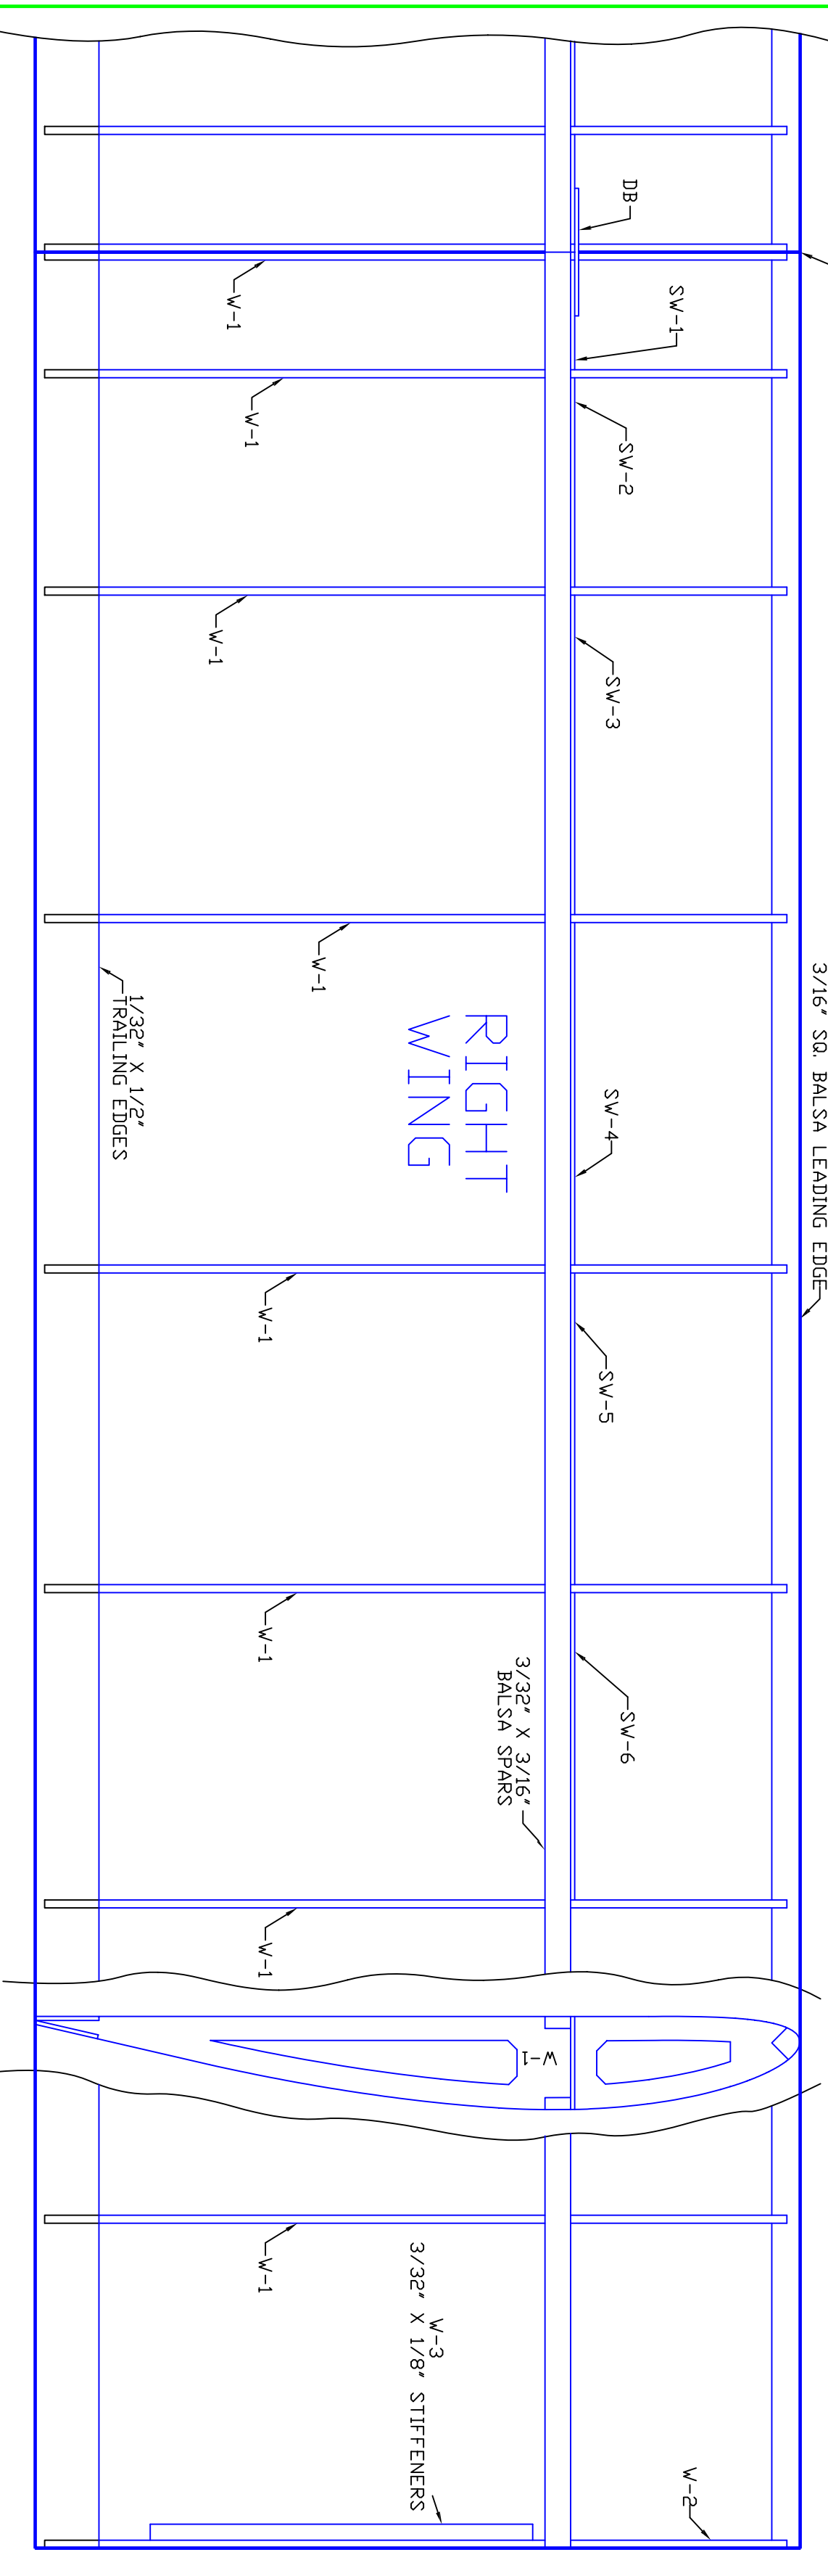 DB
W-1
SW-1
W-1
SW-2
W-1
SW-3
W-1
3/16" SQ. BALSA LEADING EDGE
1/32" X 1/2"
TRAILING EDGES
RIGHT
WING
SW-4
W-1
SW-5
W-1
3/32" X 3/16"
BALSA SPARS
SW-6
W-1
W-1
W-1
W-3
3/32" X 1/8" STIFFENERS
W-2